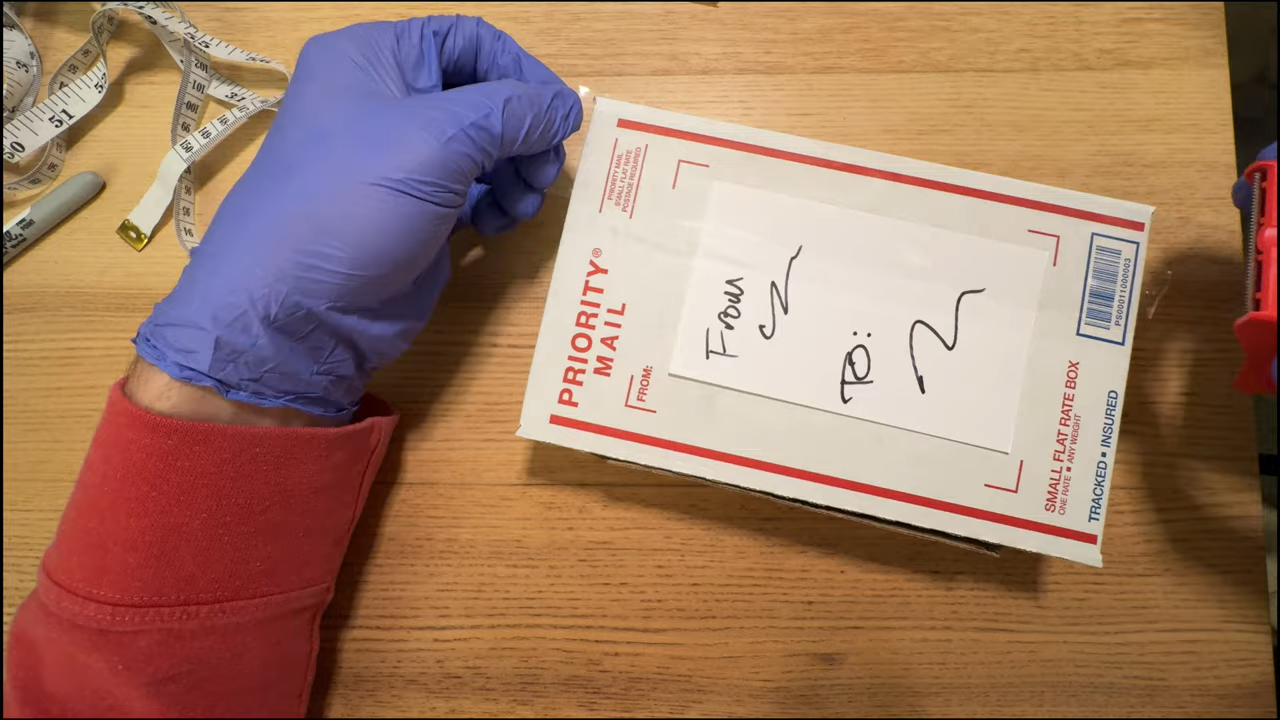 PRIORITY MAIL
SMALL FLAT RATE
POSTAGE REQUIRED
PRIORITY®
MAIL
FROM:
From
TO:
PS00011000003
SMALL FLAT RATE BOX
ONE RATE ■ ANY WEIGHT
TRACKED ■ INSURED